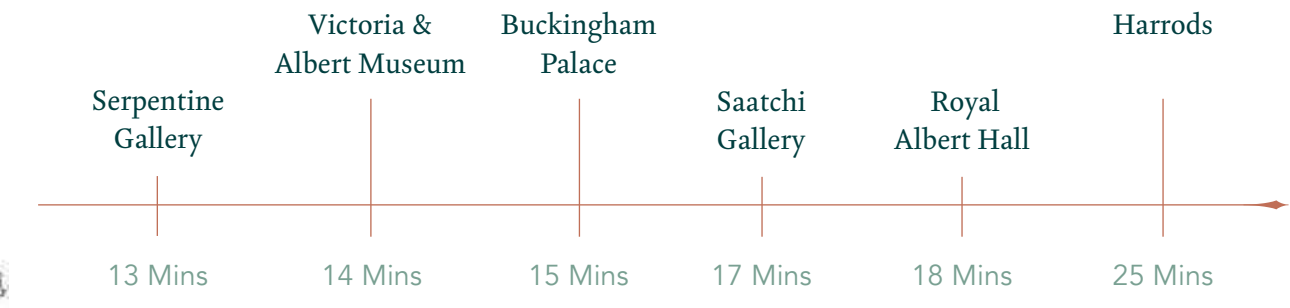 Serpentine
Gallery
13 Mins
Victoria &
Albert Museum
14 Mins
Buckingham
Palace
15 Mins
Saatchi
Gallery
17 Mins
Royal
Albert Hall
18 Mins
Harrods
25 Mins